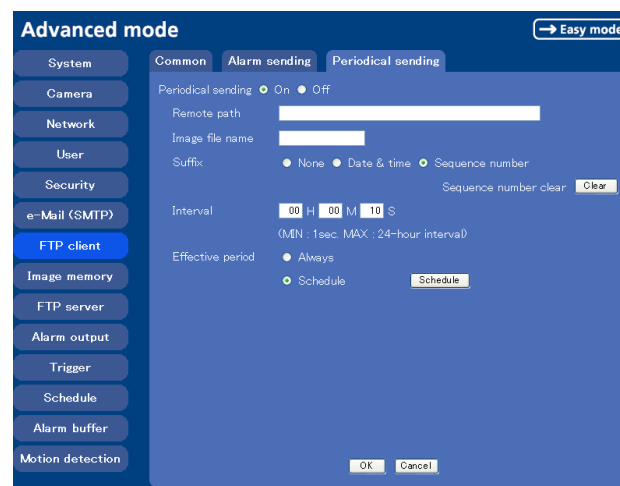 Advanced mode
→ Easy mode
System
Camera
Network
User
Security
e-Mail (SMTP)
FTP client
Image memory
FTP server
Alarm output
Trigger
Schedule
Alarm buffer
Motion detection
Common Alarm sending Periodical sending
Periodical sending On Off
Remote path
Image file name
Suffix None Date & time Sequence number
Sequence number clear Clear
Interval 00 H 00 M 10 S
(MIN : 1sec. MAX : 24-hour interval)
Effective period Always
Schedule Schedule
OK Cancel